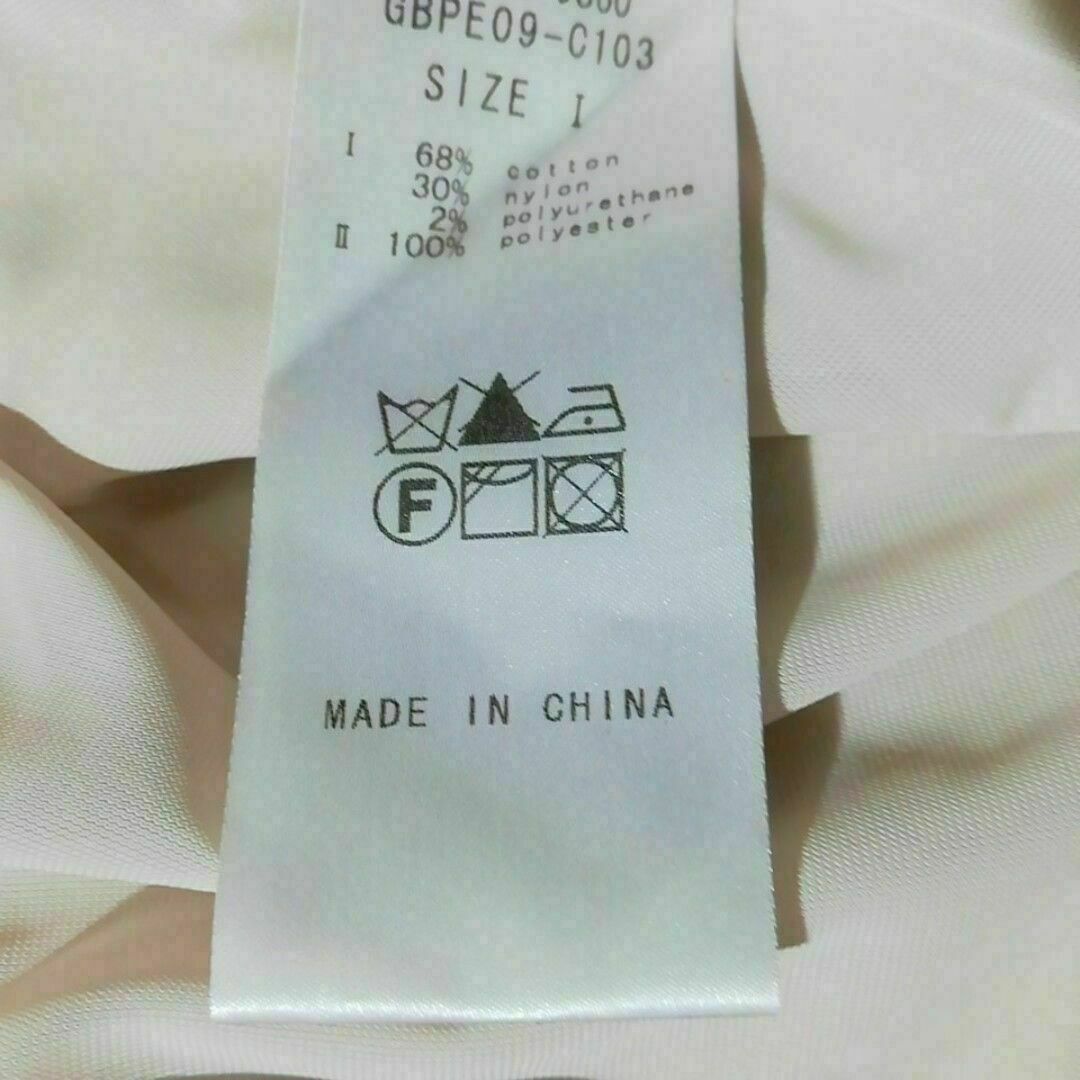 GBPE09-C103
SIZE I
I 68% cotton
30% nylon
2% polyurethane
II 100% polyester
F
MADE IN CHINA